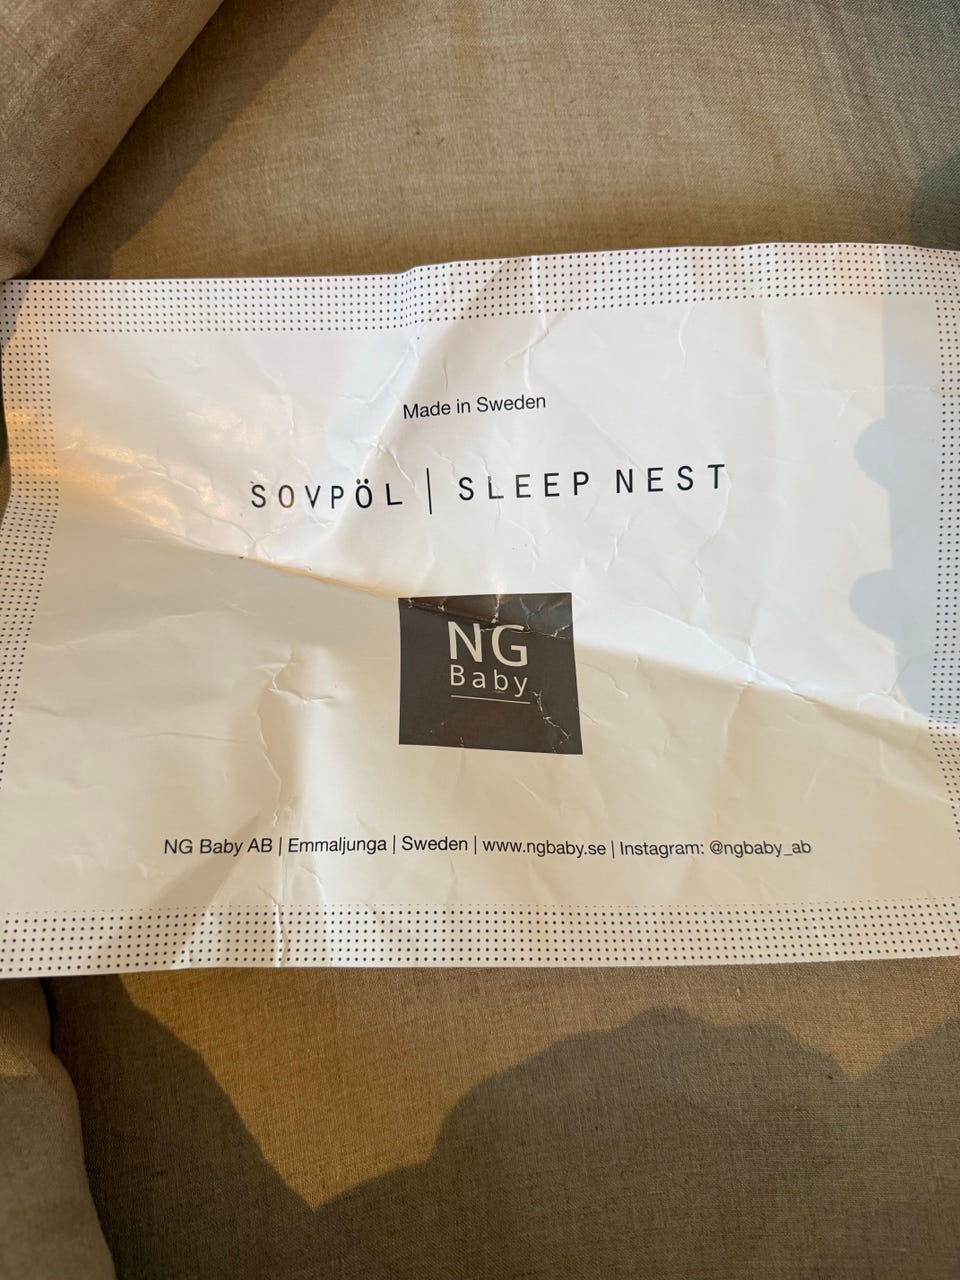 Made in Sweden
SOVPÖL | SLEEP NEST
NG
Baby
NG Baby AB | Emmaljunga | Sweden | www.ngbaby.se | Instagram: @ngbaby_ab